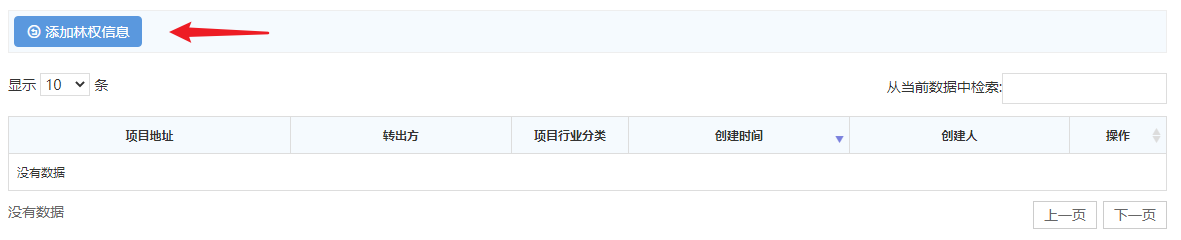 添加林权信息
显示 10 条 从当前数据中检索:
项目地址 转出方 项目行业分类 创建时间 创建人 操作
没有数据
没有数据 上一页 下一页